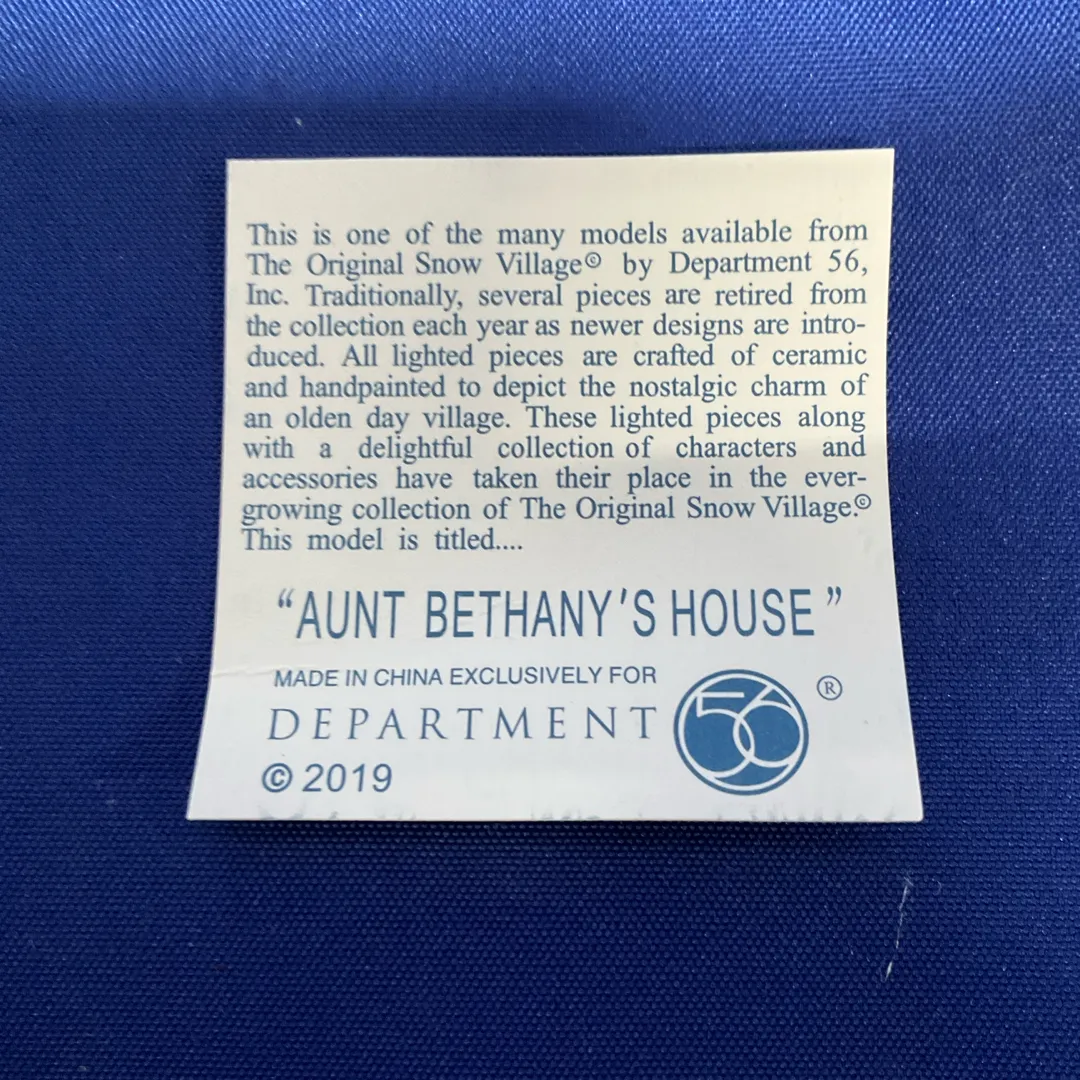 This is one of the many models available from
The Original Snow Village© by Department 56,
Inc. Traditionally, several pieces are retired from
the collection each year as newer designs are intro-
duced. All lighted pieces are crafted of ceramic
and handpainted to depict the nostalgic charm of
an olden day village. These lighted pieces along
with a delightful collection of characters and
accessories have taken their place in the ever-
growing collection of The Original Snow Village.©
This model is titled....
“AUNT BETHANY’S HOUSE”
MADE IN CHINA EXCLUSIVELY FOR
DEPARTMENT 56 ®
© 2019